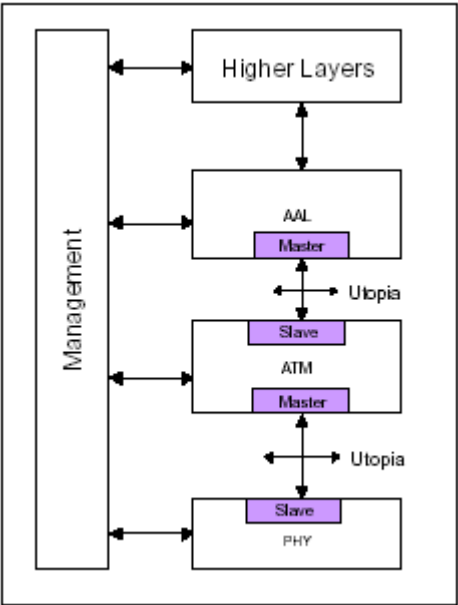 Management
Higher Layers
AAL
Master
Utopia
Slave
ATM
Master
Utopia
Slave
PHY